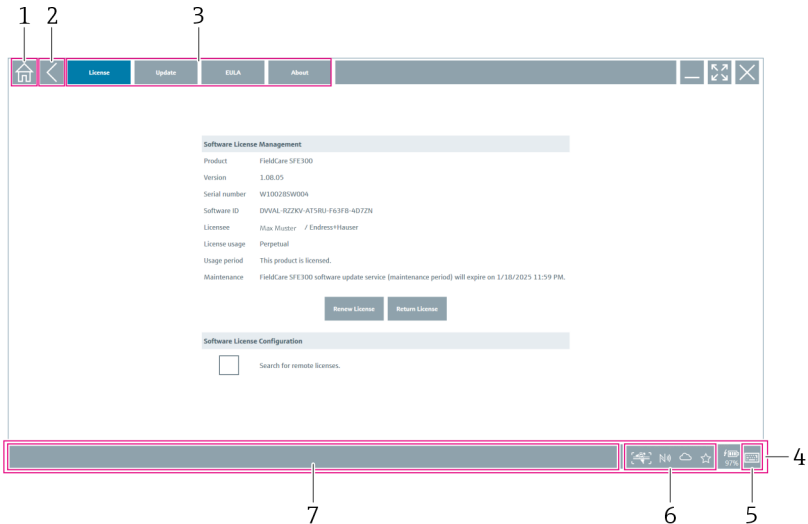 1 2 3
License Update EULA About
Software License Management
Product FieldCare SFE300
Version 1.08.05
Serial number W10028SW004
Software ID DVVAL-RZZKV-AT5RU-F63FB-4D7ZN
Licensee Max Muster / Endress+Hauser
License usage Perpetual
Usage period This product is licensed.
Maintenance FieldCare SFE300 software update service (maintenance period) will expire on 1/18/2025 11:59 PM.
Renew License Return License
Software License Configuration
Search for remote licenses.
97%
4
7 6 5